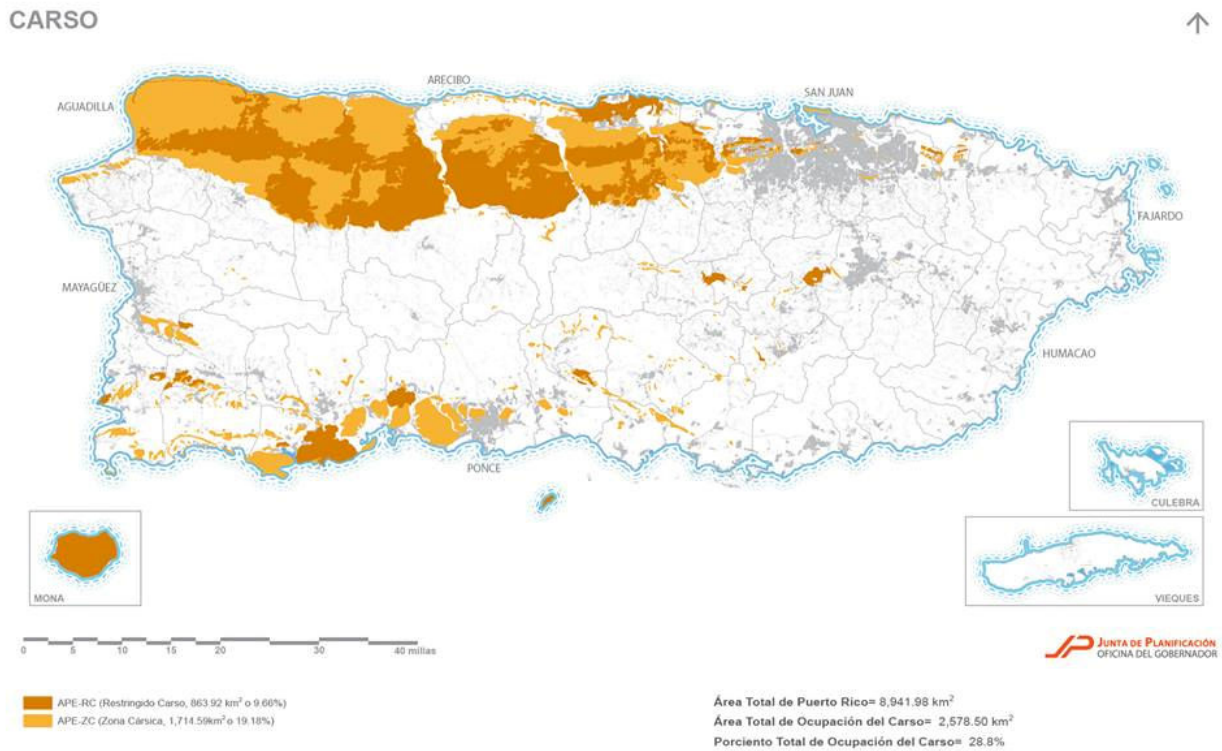 CARSO
ARECIBO
AGUADILLA
SAN JUAN
FAJARDO
MAYAGÜEZ
HUMACAO
PONCE
CULEBRA
MONA
VIEQUES
0 5 10 15 20 30 40 millas
JP JUNTA DE PLANIFICACIÓN
OFICINA DEL GOBERNADOR
APE-RC (Restringido Carso, 863.92 km² o 9.66%)
APE-ZC (Zona Cársica, 1,714.59km² o 19.18%)
Área Total de Puerto Rico= 8,941.98 km²
Área Total de Ocupación del Carso= 2,578.50 km²
Porciento Total de Ocupación del Carso= 28.8%